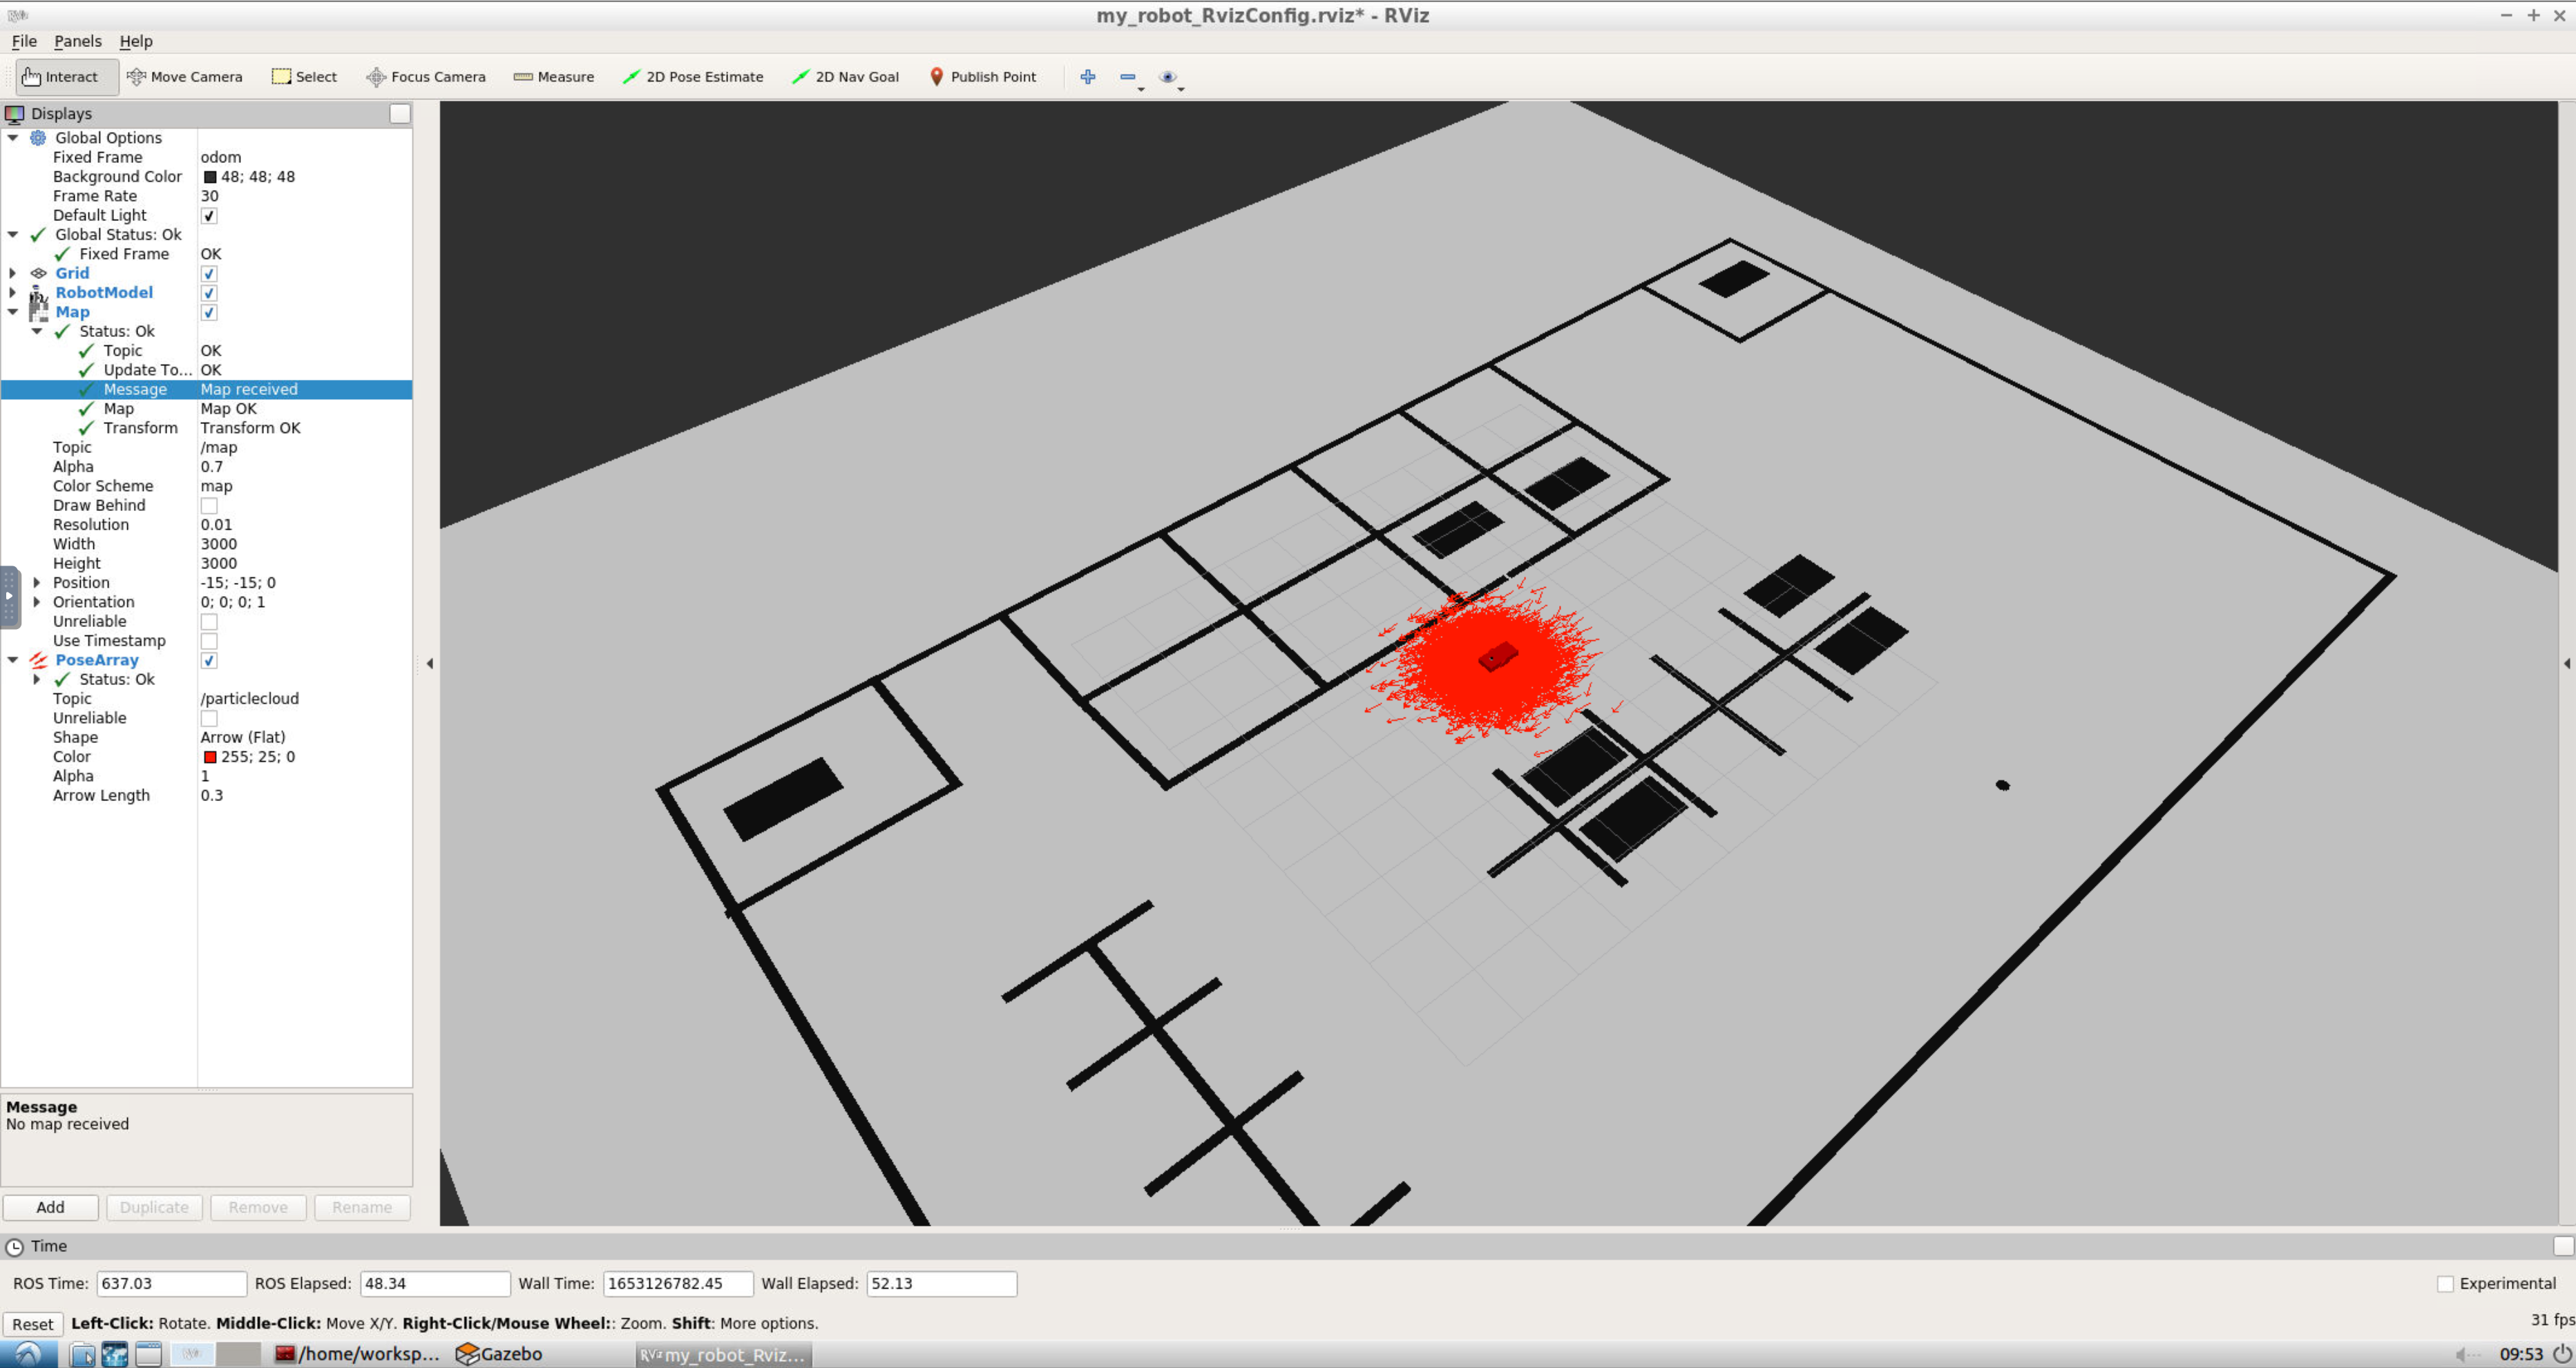 my_robot_RvizConfig.rviz* - RViz
File Panels Help
Interact Move Camera Select Focus Camera Measure 2D Pose Estimate 2D Nav Goal Publish Point
Displays
Global Options
Fixed Frame odom
Background Color 48; 48; 48
Frame Rate 30
Default Light
Global Status: Ok
Fixed Frame OK
Grid
RobotModel
Map
Status: Ok
Topic OK
Update To... OK
Message Map received
Map Map OK
Transform Transform OK
Topic /map
Alpha 0.7
Color Scheme map
Draw Behind
Resolution 0.01
Width 3000
Height 3000
Position -15; -15; 0
Orientation 0; 0; 0; 1
Unreliable
Use Timestamp
PoseArray
Status: Ok
Topic /particlecloud
Unreliable
Shape Arrow (Flat)
Color 255; 25; 0
Alpha 1
Arrow Length 0.3
Message
No map received
Add Duplicate Remove Rename
Time
ROS Time: 637.03 ROS Elapsed: 48.34 Wall Time: 1653126782.45 Wall Elapsed: 52.13 Experimental
Reset Left-Click: Rotate. Middle-Click: Move X/Y. Right-Click/Mouse Wheel:: Zoom. Shift: More options. 31 fps
/home/worksp... Gazebo my_robot_Rviz... 09:53